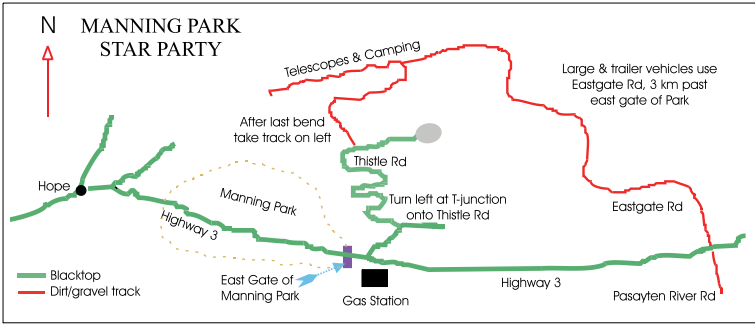 N
MANNING PARK
STAR PARTY
Telescopes & Camping
Large & trailer vehicles use
Eastgate Rd, 3 km past
east gate of Park
After last bend
take track on left
Thistle Rd
Hope
Manning Park
Turn left at T-junction
onto Thistle Rd
Eastgate Rd
Highway 3
Blacktop
Dirt/gravel track
East Gate of
Manning Park
Gas Station
Highway 3
Pasayten River Rd